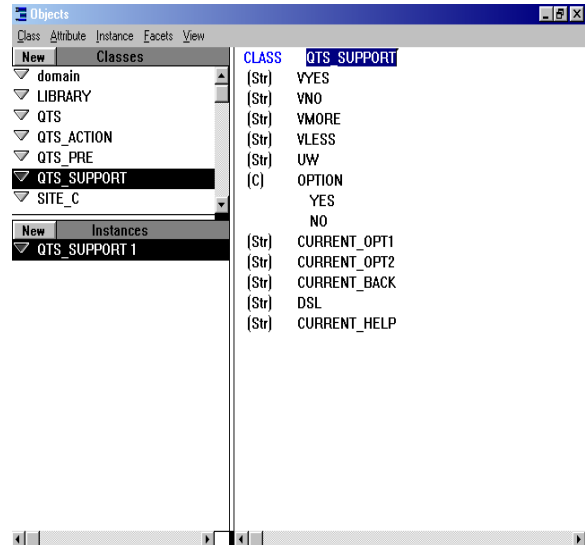 Objects
Class Attribute Instance Facets View
New Classes
domain
LIBRARY
QTS
QTS_ACTION
QTS_PRE
QTS_SUPPORT
SITE_C
New Instances
QTS_SUPPORT 1
CLASS QTS_SUPPORT
(Str) VYES
(Str) VNO
(Str) VMORE
(Str) VLESS
(Str) UW
(C) OPTION
YES
NO
(Str) CURRENT_OPT1
(Str) CURRENT_OPT2
(Str) CURRENT_BACK
(Str) DSL
(Str) CURRENT_HELP